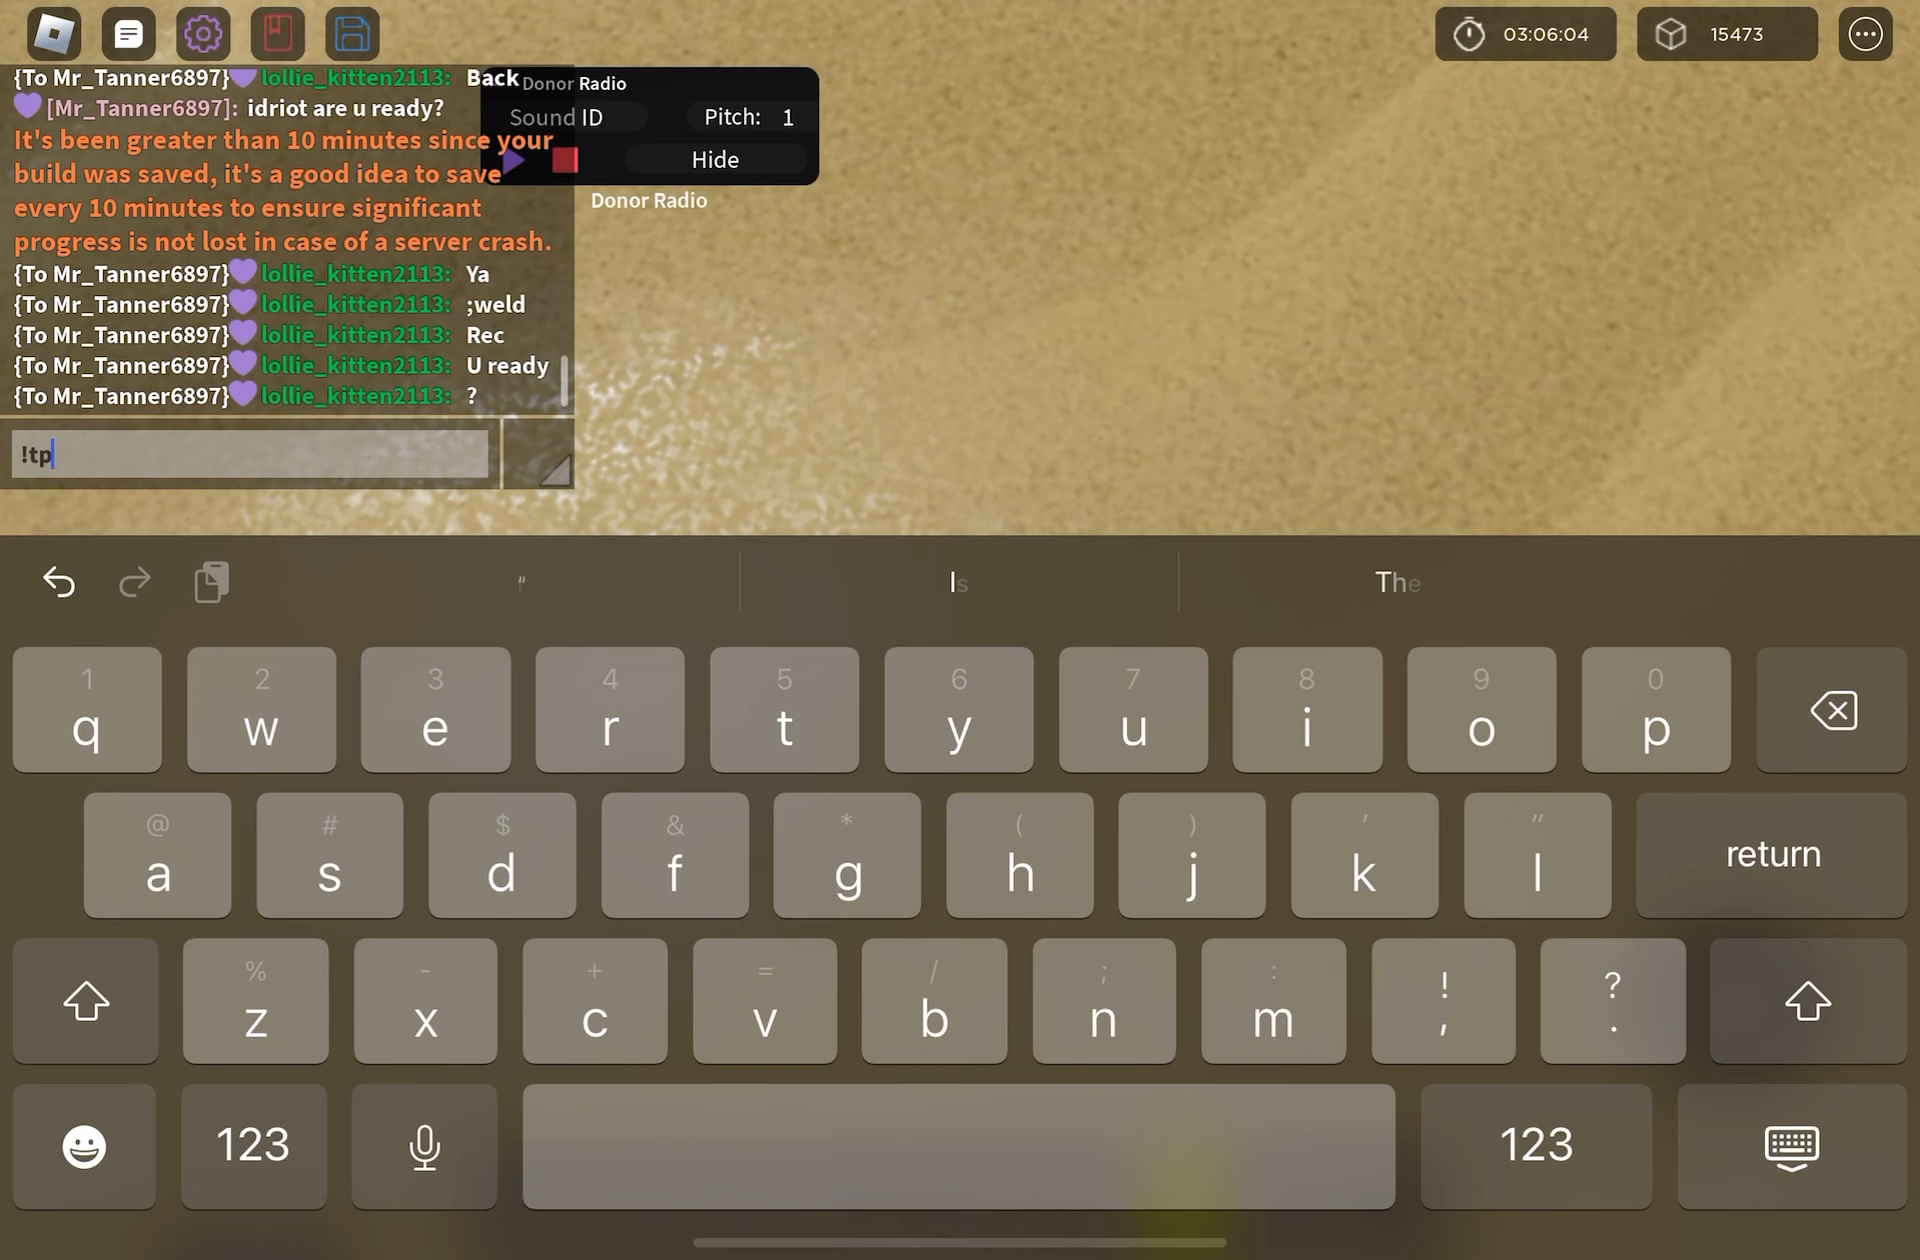 03:06:04
15473
{To Mr_Tanner6897}💜 lollie_kitten2113: Back
💜[Mr_Tanner6897]: idriot are u ready?
It's been greater than 10 minutes since your
build was saved, it's a good idea to save
every 10 minutes to ensure significant
progress is not lost in case of a server crash.
{To Mr_Tanner6897}💜 lollie_kitten2113: Ya
{To Mr_Tanner6897}💜 lollie_kitten2113: ;weld
{To Mr_Tanner6897}💜 lollie_kitten2113: Rec
{To Mr_Tanner6897}💜 lollie_kitten2113: U ready
{To Mr_Tanner6897}💜 lollie_kitten2113: ?
!tp
Donor Radio
Sound ID Pitch: 1
Hide
Donor Radio
" Is The
1 2 3 4 5 6 7 8 9 0
q w e r t y u i o p
@ # $ & * ( ) ' "
a s d f g h j k l return
% - + = / ; : ! ?
z x c v b n m , .
123 123